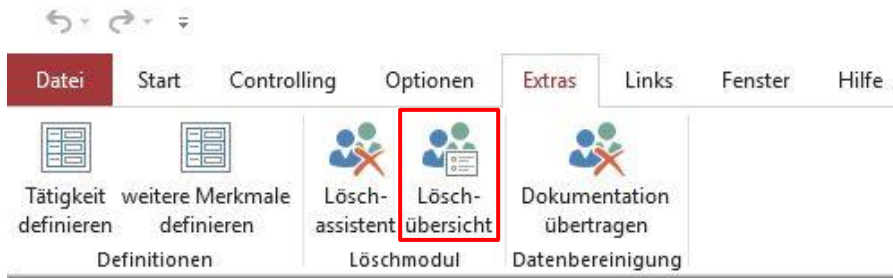 Datei Start Controlling Optionen Extras Links Fenster Hilfe
Tätigkeit weitere Merkmale Lösch- Lösch- Dokumentation
definieren definieren assistent übersicht übertragen
Definitionen Löschmodul Datenbereinigung